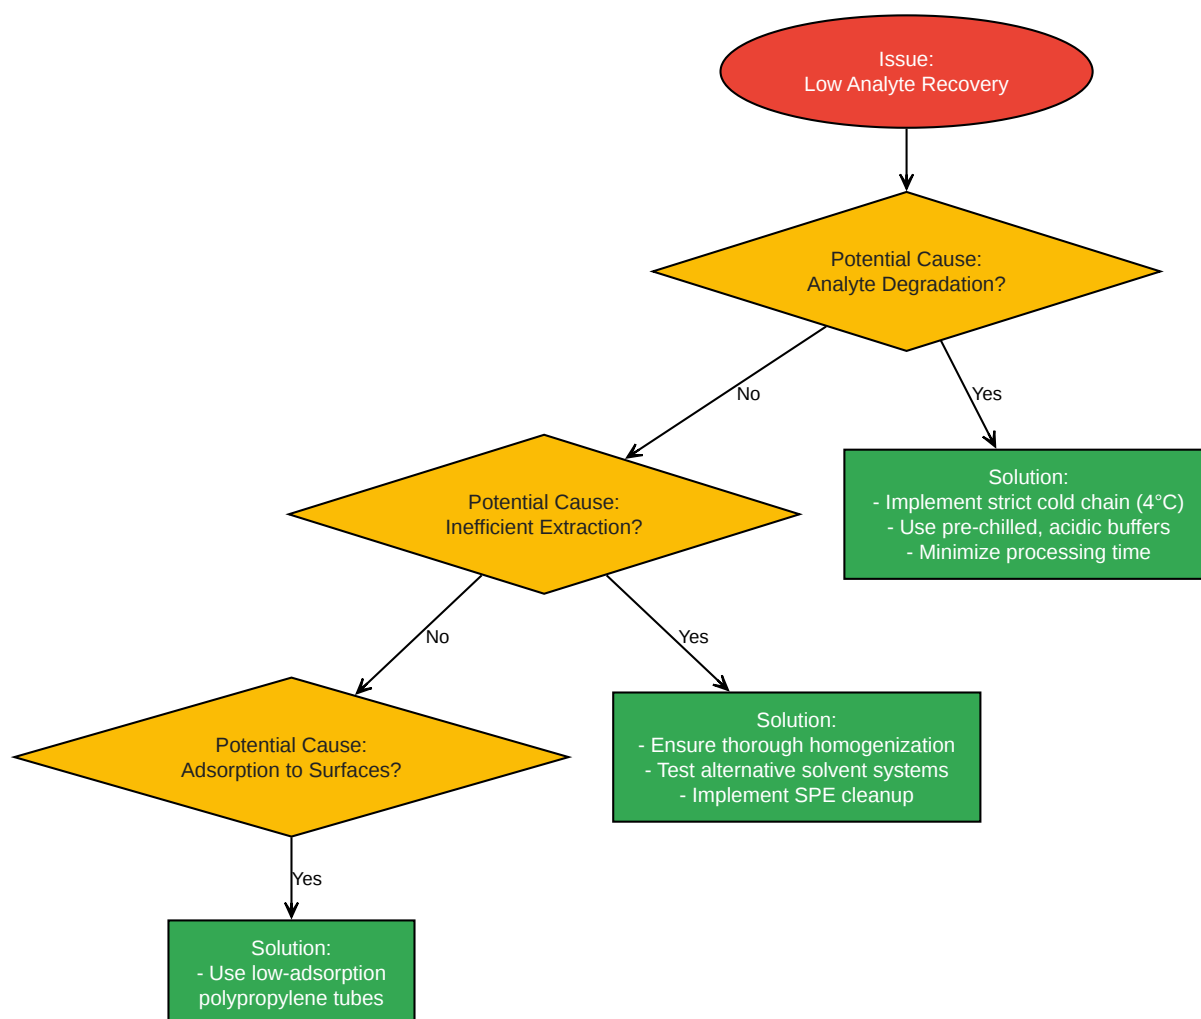 Issue:
Low Analyte Recovery
Potential Cause:
Analyte Degradation?
No
Yes
Potential Cause:
Inefficient Extraction?
Solution:
- Implement strict cold chain (4°C)
- Use pre-chilled, acidic buffers
- Minimize processing time
No
Yes
Potential Cause:
Adsorption to Surfaces?
Solution:
- Ensure thorough homogenization
- Test alternative solvent systems
- Implement SPE cleanup
Yes
Solution:
- Use low-adsorption
polypropylene tubes